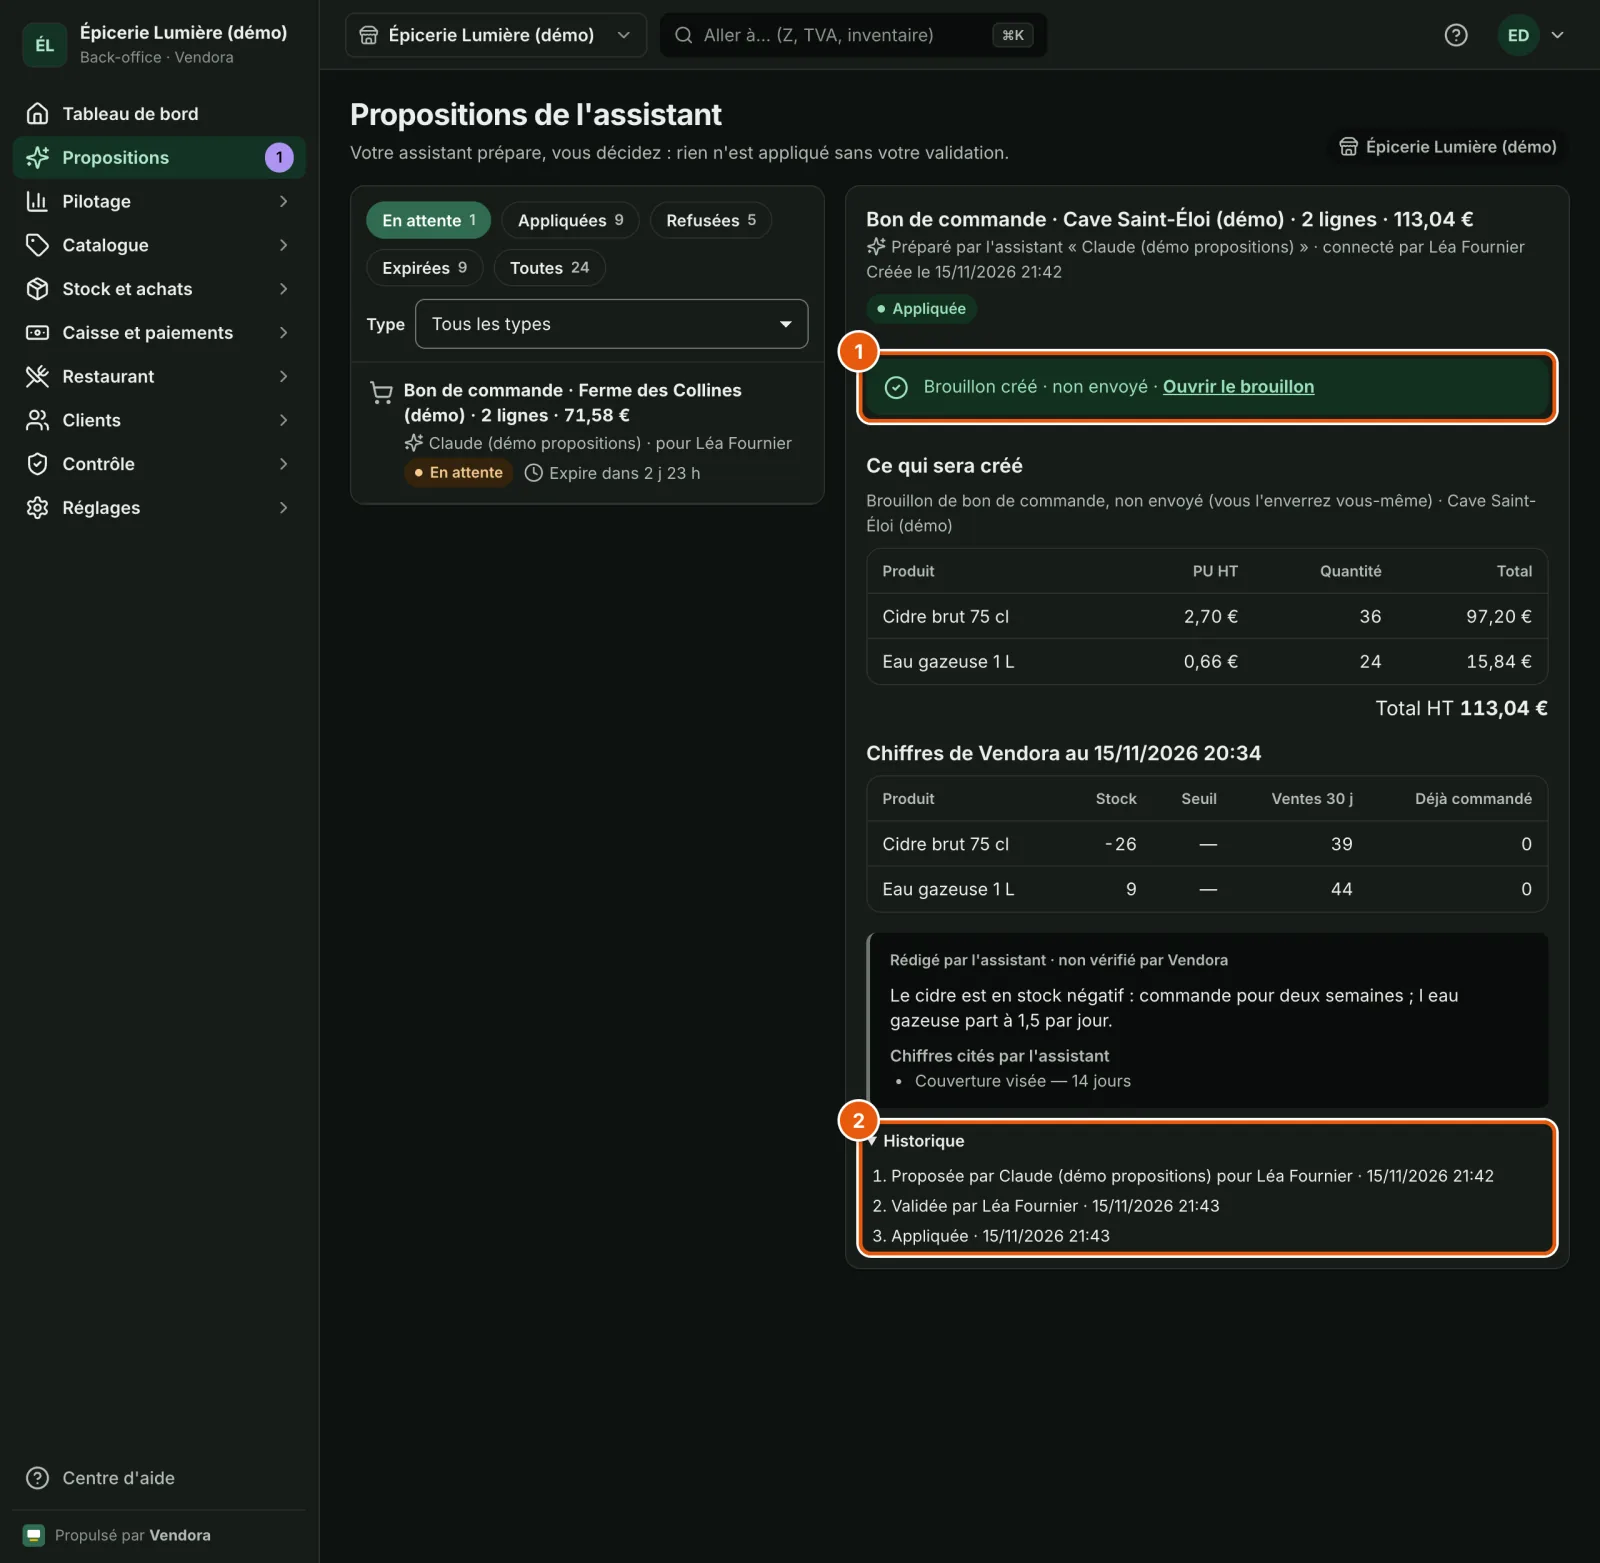 ÉL
Épicerie Lumière (démo)
Back-office · Vendora
Tableau de bord
Propositions 1
Pilotage
Catalogue
Stock et achats
Caisse et paiements
Restaurant
Clients
Contrôle
Réglages
Centre d'aide
Propulsé par Vendora
Épicerie Lumière (démo)
Aller à... (Z, TVA, inventaire) ⌘K
ED
Propositions de l'assistant
Votre assistant prépare, vous décidez : rien n'est appliqué sans votre validation.
Épicerie Lumière (démo)
En attente 1 Appliquées 9 Refusées 5
Expirées 9 Toutes 24
Type Tous les types
Bon de commande · Ferme des Collines
(démo) · 2 lignes · 71,58 €
Claude (démo propositions) · pour Léa Fournier
En attente Expire dans 2 j 23 h
Bon de commande · Cave Saint-Éloi (démo) · 2 lignes · 113,04 €
Préparé par l'assistant « Claude (démo propositions) » · connecté par Léa Fournier
Créée le 15/11/2026 21:42
Appliquée
1
Brouillon créé · non envoyé · Ouvrir le brouillon
Ce qui sera créé
Brouillon de bon de commande, non envoyé (vous l'enverrez vous-même) · Cave Saint-
Éloi (démo)
Produit PU HT Quantité Total
Cidre brut 75 cl 2,70 € 36 97,20 €
Eau gazeuse 1 L 0,66 € 24 15,84 €
Total HT 113,04 €
Chiffres de Vendora au 15/11/2026 20:34
Produit Stock Seuil Ventes 30 j Déjà commandé
Cidre brut 75 cl -26 — 39 0
Eau gazeuse 1 L 9 — 44 0
Rédigé par l'assistant · non vérifié par Vendora
Le cidre est en stock négatif : commande pour deux semaines ; l eau
gazeuse part à 1,5 par jour.
Chiffres cités par l'assistant
• Couverture visée — 14 jours
2
▼ Historique
1. Proposée par Claude (démo propositions) pour Léa Fournier · 15/11/2026 21:42
2. Validée par Léa Fournier · 15/11/2026 21:43
3. Appliquée · 15/11/2026 21:43